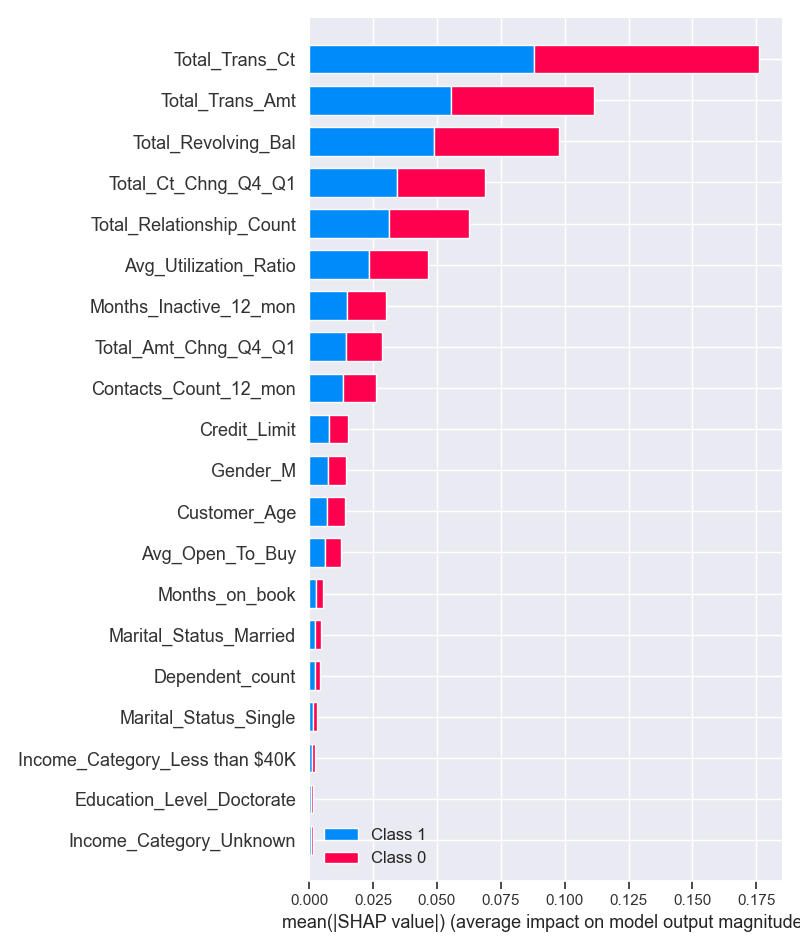 Total_Trans_Ct
Total_Trans_Amt
Total_Revolving_Bal
Total_Ct_Chng_Q4_Q1
Total_Relationship_Count
Avg_Utilization_Ratio
Months_Inactive_12_mon
Total_Amt_Chng_Q4_Q1
Contacts_Count_12_mon
Credit_Limit
Gender_M
Customer_Age
Avg_Open_To_Buy
Months_on_book
Marital_Status_Married
Dependent_count
Marital_Status_Single
Income_Category_Less than $40K
Education_Level_Doctorate
Income_Category_Unknown
Class 1
Class 0
0.000 0.025 0.050 0.075 0.100 0.125 0.150 0.175
mean(|SHAP value|) (average impact on model output magnitude